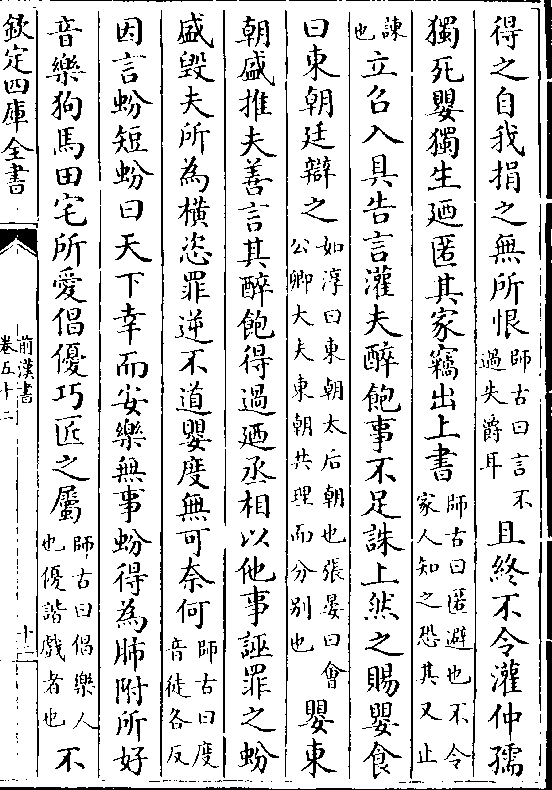 得之自我捐之無所恨師古曰言不過失爵耳且終不令灌仲孺
獨死嬰獨生廼匿其家竊出上書師古曰匿避也不令家人知之恐其又止
諫也立召入具告言灌夫醉飽事不足誅上然之賜嬰食
曰東朝廷辯之如淳曰東朝太后朝也張晏曰會公卿大夫東朝共理而分别也嬰東
朝盛推夫善言其醉飽得過廼丞相以他事誣罪之蚡
盛毁夫所為橫恣罪逆不道嬰度無可奈何師古曰度音徒各反
因言蚡短蚡曰天下幸而安樂無事蚡得為肺附所好
音樂狗馬田宅所愛倡優巧匠之屬師古曰倡樂人也優諧戲者也不
欽定四庫全書
前漢書
卷五十二
十二